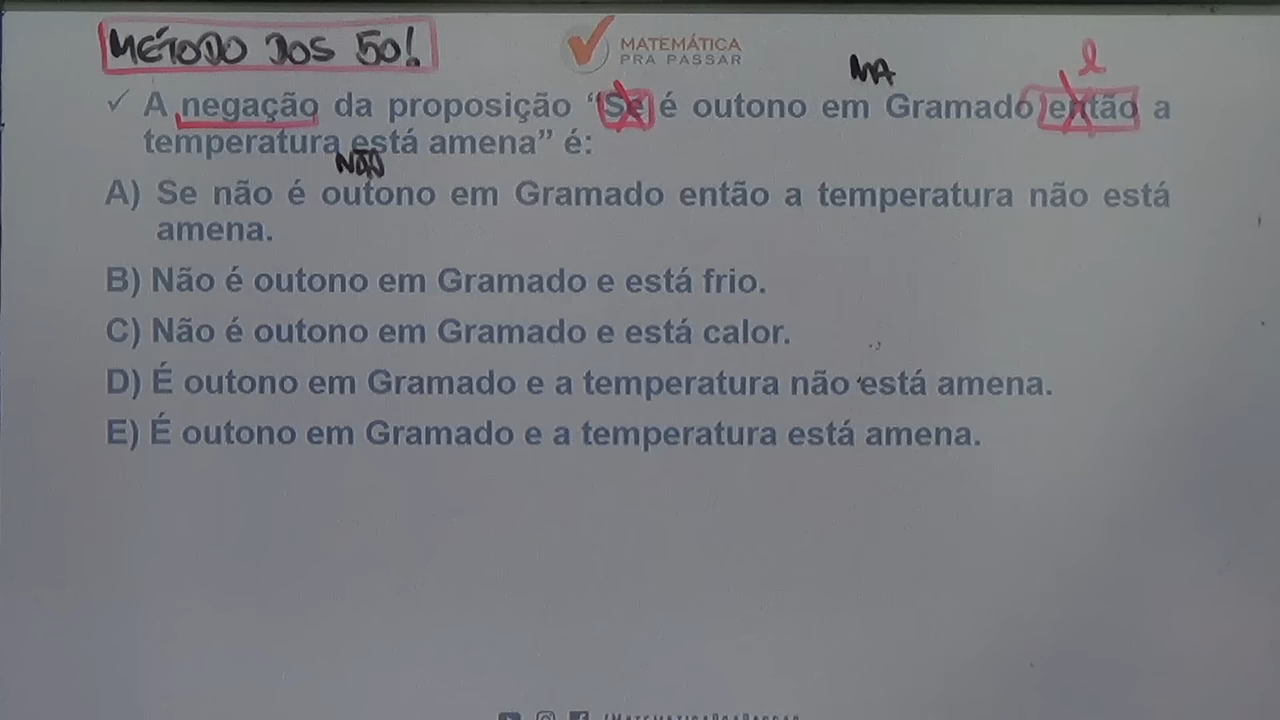 MÉTODO DOS 50!
MATEMÁTICA
PRA PASSAR
MA
e
✓ A negação da proposição “Se é outono em Gramado então a
temperatura está amena” é:
NÃO
A) Se não é outono em Gramado então a temperatura não está
amena.
B) Não é outono em Gramado e está frio.
C) Não é outono em Gramado e está calor.
D) É outono em Gramado e a temperatura não está amena.
E) É outono em Gramado e a temperatura está amena.